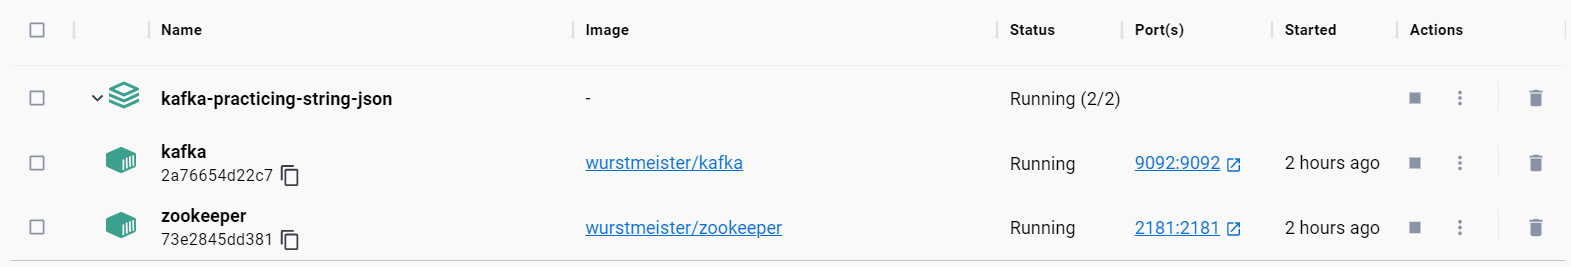 Name Image Status Port(s) Started Actions
kafka-practicing-string-json - Running (2/2)
kafka
2a76654d22c7
wurstmeister/kafka Running 9092:9092 2 hours ago
zookeeper
73e2845dd381
wurstmeister/zookeeper Running 2181:2181 2 hours ago